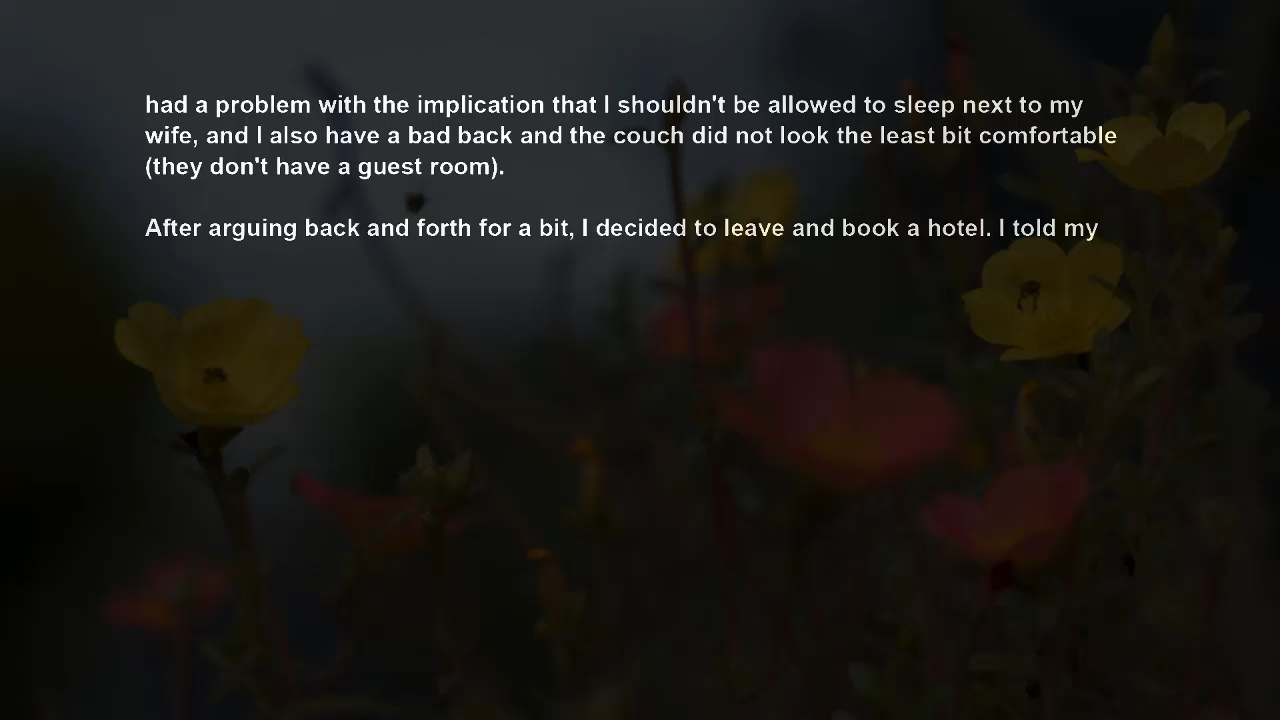 had a problem with the implication that I shouldn't be allowed to sleep next to my
wife, and I also have a bad back and the couch did not look the least bit comfortable
(they don't have a guest room).
After arguing back and forth for a bit, I decided to leave and book a hotel. I told my